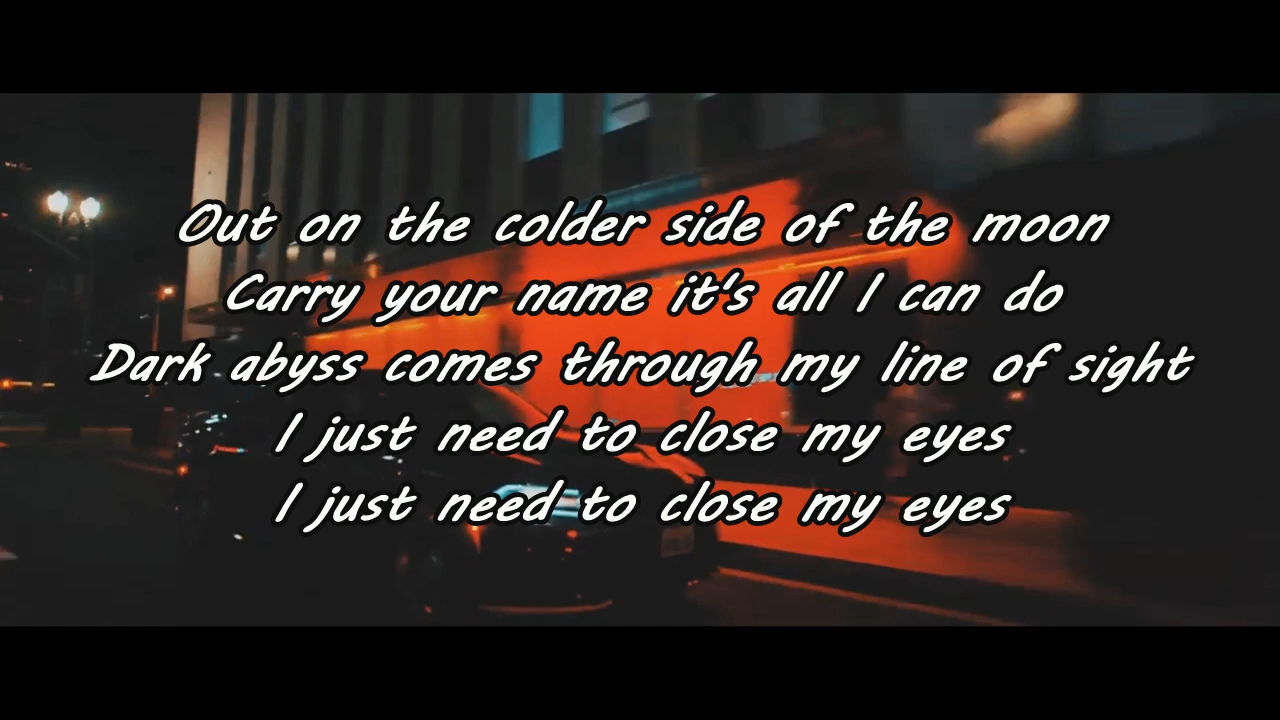 Out on the colder side of the moon
Carry your name it's all I can do
Dark abyss comes through my line of sight
I just need to close my eyes
I just need to close my eyes